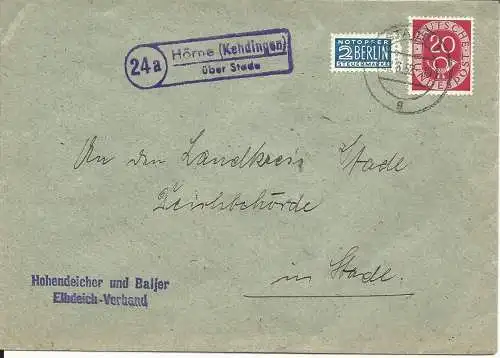 24a
Hörne (Kehdingen)
über Stade
NOTOPFER
2 BERLIN
STEUERMARKE
DEUTSCHE
20
BUNDESPOST
An den Landkreis Stade
Deichbehörde
in Stade.
Hohendeicher und Baljer
Elbdeich-Verband